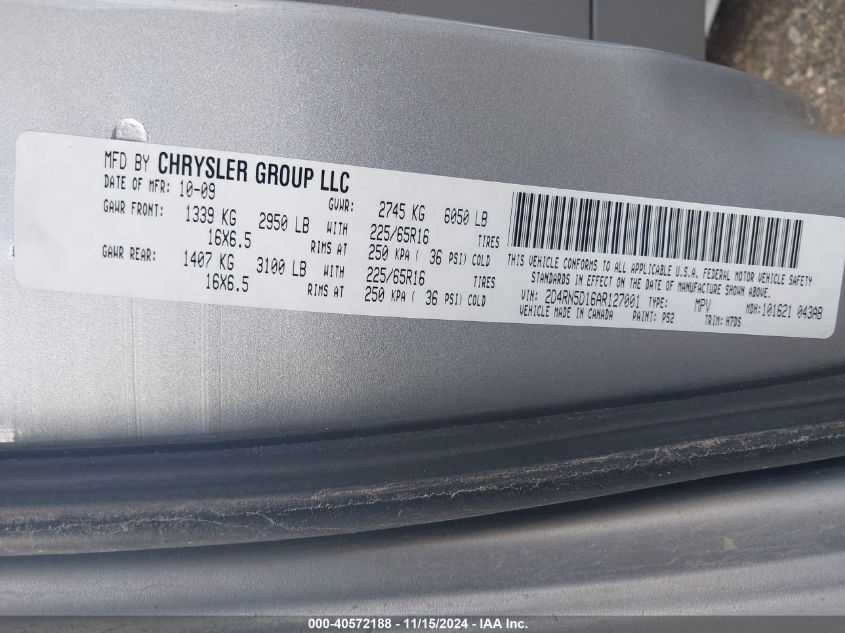 MFD BY CHRYSLER GROUP LLC
DATE OF MFR: 10-09 GVWR: 2745 KG 6050 LB
GAWR FRONT: 1339 KG 2950 LB WITH 225/65R16 TIRES
16X6.5 RIMS AT 250 KPA ( 36 PSI) COLD
GAWR REAR: 1407 KG 3100 LB WITH 225/65R16 TIRES
16X6.5 RIMS AT 250 KPA ( 36 PSI) COLD
THIS VEHICLE CONFORMS TO ALL APPLICABLE U.S.A. FEDERAL MOTOR VEHICLE SAFETY
STANDARDS IN EFFECT ON THE DATE OF MANUFACTURE SHOWN ABOVE.
VIN: 2D4RN5D16AR127001 TYPE: MPV MDH: 101621 043AB
VEHICLE MADE IN CANADA PAINT: PS2 TRIM: H7DS
000-40572188 - 11/15/2024 - IAA Inc.